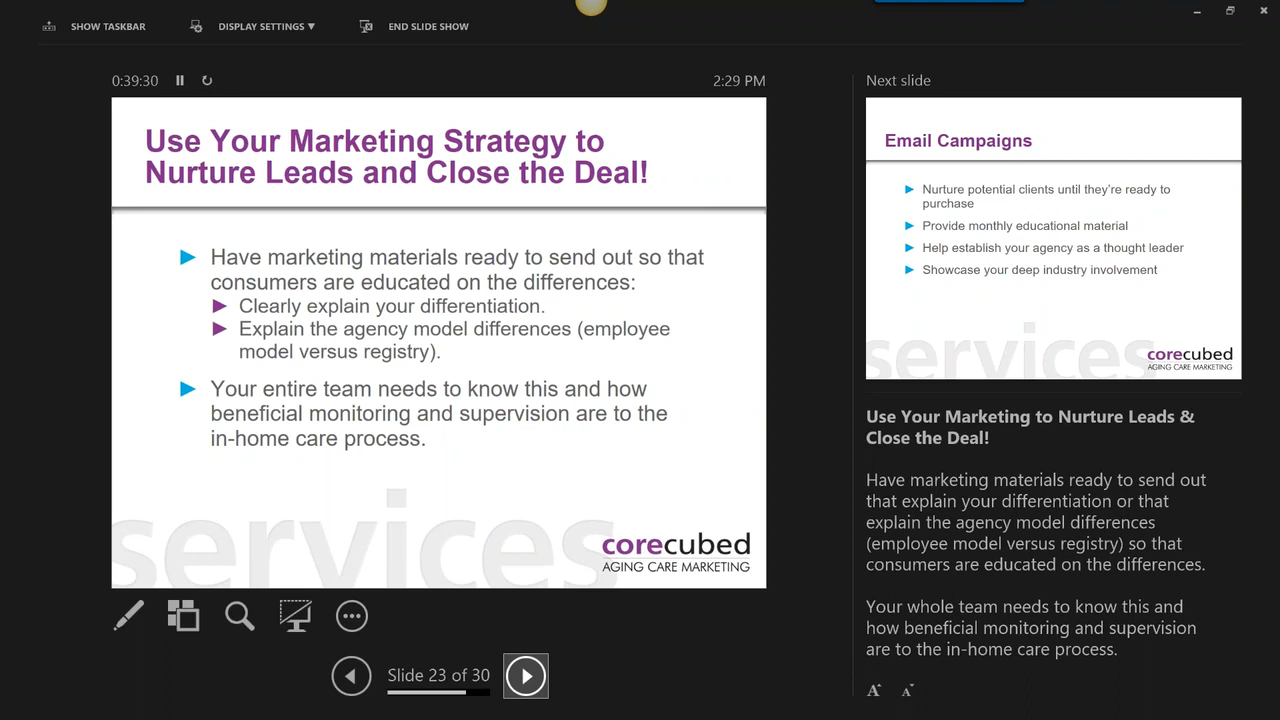 SHOW TASKBAR
DISPLAY SETTINGS ▼
END SLIDE SHOW
0:39:30
2:29 PM
Use Your Marketing Strategy to
Nurture Leads and Close the Deal!
Have marketing materials ready to send out so that
consumers are educated on the differences:
Clearly explain your differentiation.
Explain the agency model differences (employee
model versus registry).
Your entire team needs to know this and how
beneficial monitoring and supervision are to the
in-home care process.
services
corecubed
AGING CARE MARKETING
Slide 23 of 30
Next slide
Email Campaigns
Nurture potential clients until they're ready to
purchase
Provide monthly educational material
Help establish your agency as a thought leader
Showcase your deep industry involvement
services
corecubed
AGING CARE MARKETING
Use Your Marketing to Nurture Leads &
Close the Deal!
Have marketing materials ready to send out
that explain your differentiation or that
explain the agency model differences
(employee model versus registry) so that
consumers are educated on the differences.
Your whole team needs to know this and
how beneficial monitoring and supervision
are to the in-home care process.
A A